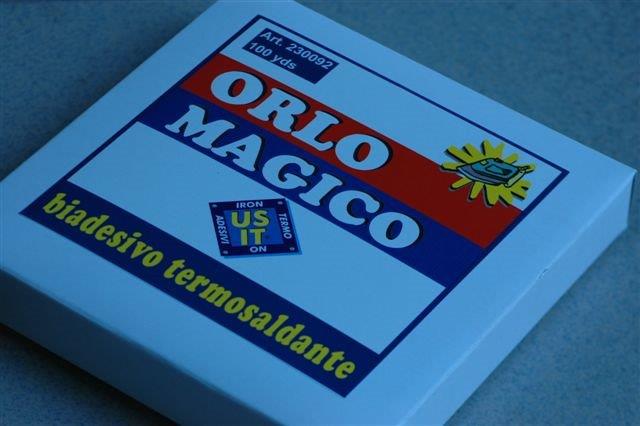 Art. 230092
100 yds
ORLO
MAGICO
IRON
ADESIVI
US
IT
TERMO
ON
biadesivo termosaldante